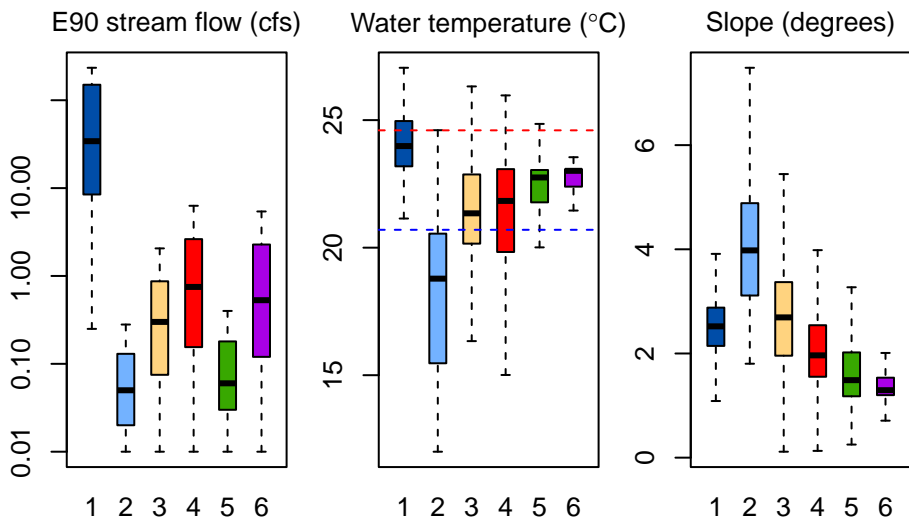 E90 stream flow (cfs)
Water temperature (°C)
Slope (degrees)
10.00
1.00
0.10
0.01
1 2 3 4 5 6
25
20
15
1 2 3 4 5 6
6
4
2
0
1 2 3 4 5 6